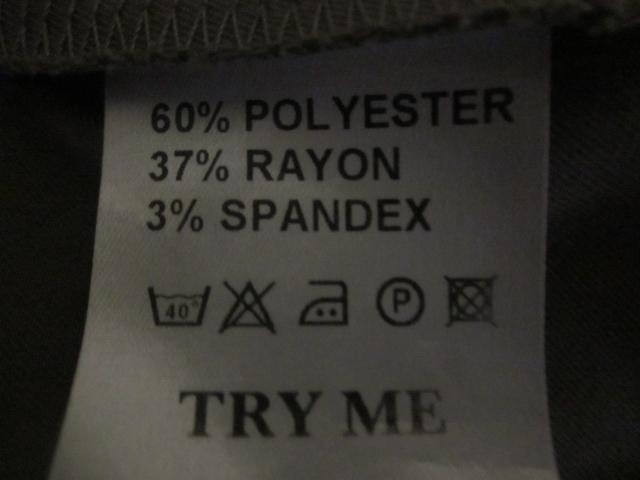 60% POLYESTER
37% RAYON
3% SPANDEX
40° P
TRY ME